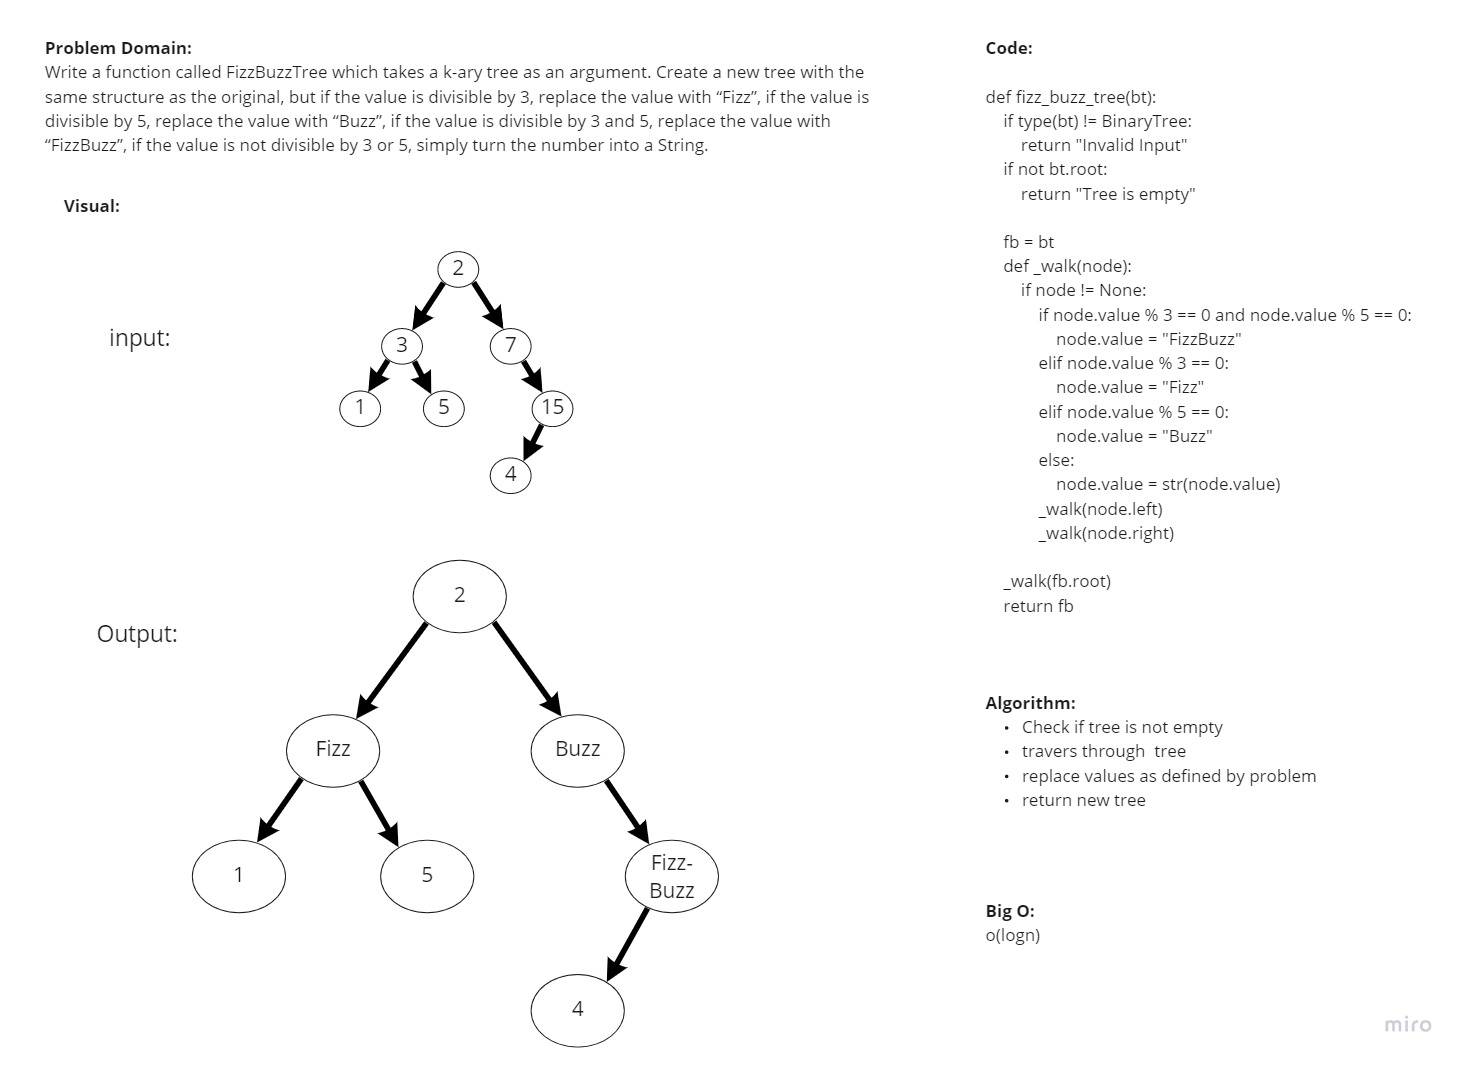 Problem Domain:
Write a function called FizzBuzzTree which takes a k-ary tree as an argument. Create a new tree with the
same structure as the original, but if the value is divisible by 3, replace the value with “Fizz”, if the value is
divisible by 5, replace the value with “Buzz”, if the value is divisible by 3 and 5, replace the value with
“FizzBuzz”, if the value is not divisible by 3 or 5, simply turn the number into a String.
Visual:
input:
2
3
7
1
5
15
4
Output:
2
Fizz
Buzz
1
5
Fizz-
Buzz
4
Code:
def fizz_buzz_tree(bt):
if type(bt) != BinaryTree:
return "Invalid Input"
if not bt.root:
return "Tree is empty"
fb = bt
def _walk(node):
if node != None:
if node.value % 3 == 0 and node.value % 5 == 0:
node.value = "FizzBuzz"
elif node.value % 3 == 0:
node.value = "Fizz"
elif node.value % 5 == 0:
node.value = "Buzz"
else:
node.value = str(node.value)
_walk(node.left)
_walk(node.right)
_walk(fb.root)
return fb
Algorithm:
• Check if tree is not empty
• travers through tree
• replace values as defined by problem
• return new tree
Big O:
o(logn)
miro